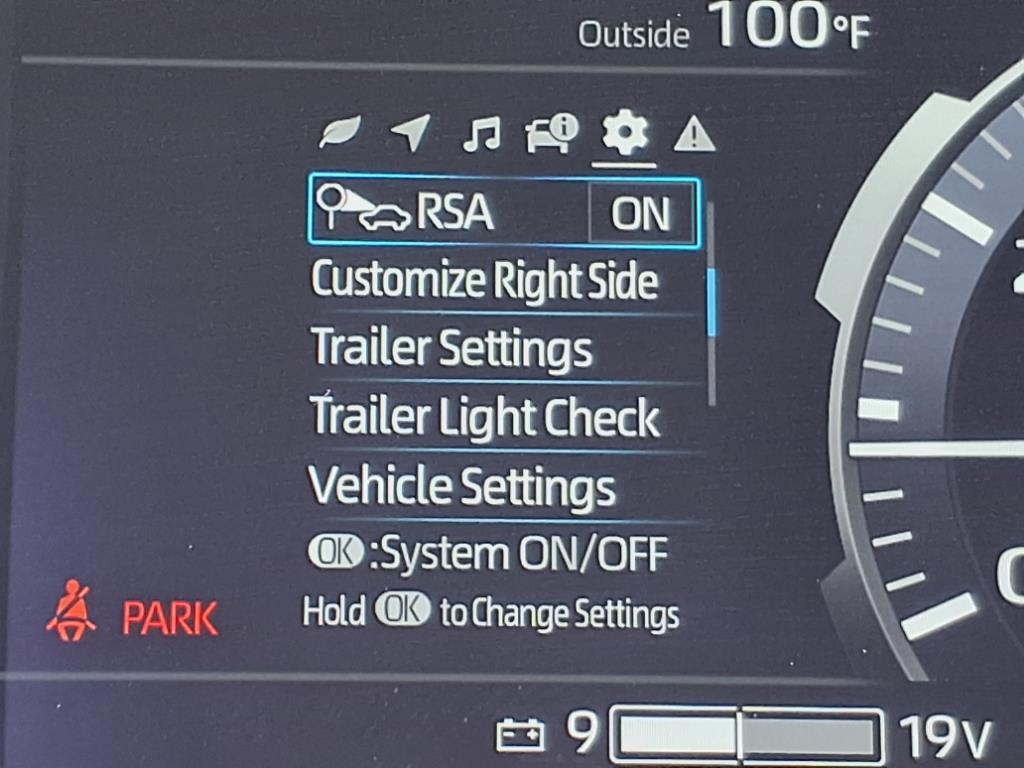 Outside 100°F
RSA ON
Customize Right Side
Trailer Settings
Trailer Light Check
Vehicle Settings
OK :System ON/OFF
Hold OK to Change Settings
PARK
9 19V